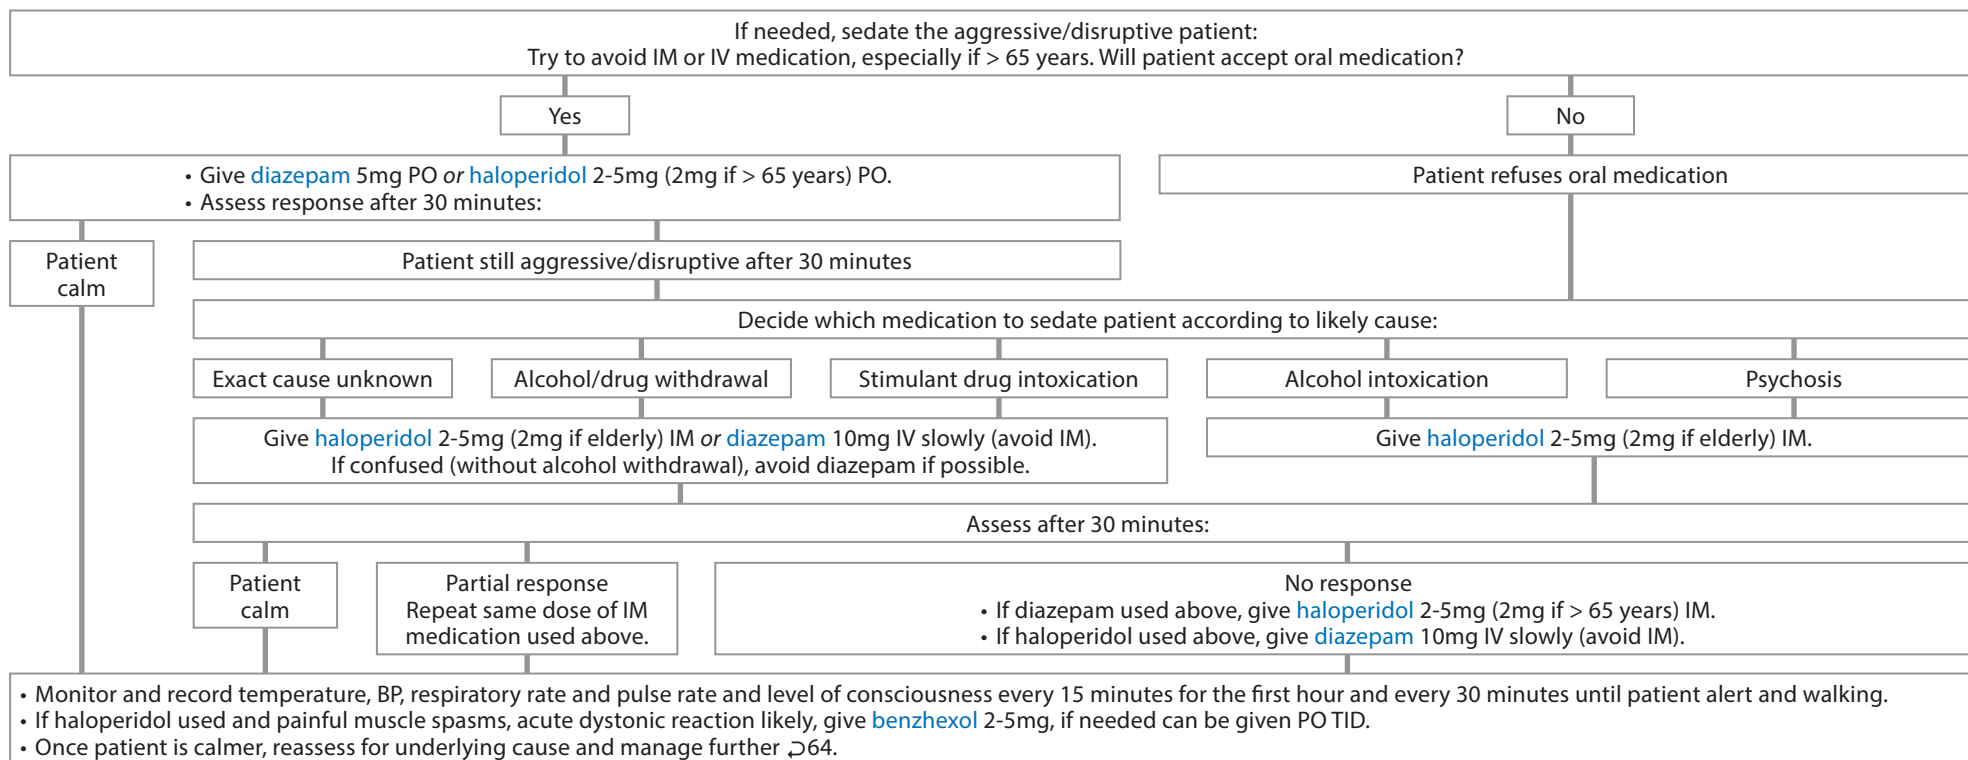 If needed, sedate the aggressive/disruptive patient:
Try to avoid IM or IV medication, especially if > 65 years. Will patient accept oral medication?
Yes
No
• Give diazepam 5mg PO or haloperidol 2-5mg (2mg if > 65 years) PO.
• Assess response after 30 minutes:
Patient refuses oral medication
Patient
calm
Patient still aggressive/disruptive after 30 minutes
Decide which medication to sedate patient according to likely cause:
Exact cause unknown
Alcohol/drug withdrawal
Stimulant drug intoxication
Alcohol intoxication
Psychosis
Give haloperidol 2-5mg (2mg if elderly) IM or diazepam 10mg IV slowly (avoid IM).
If confused (without alcohol withdrawal), avoid diazepam if possible.
Give haloperidol 2-5mg (2mg if elderly) IM.
Assess after 30 minutes:
Patient
calm
Partial response
Repeat same dose of IM
medication used above.
No response
• If diazepam used above, give haloperidol 2-5mg (2mg if > 65 years) IM.
• If haloperidol used above, give diazepam 10mg IV slowly (avoid IM).
• Monitor and record temperature, BP, respiratory rate and pulse rate and level of consciousness every 15 minutes for the first hour and every 30 minutes until patient alert and walking.
• If haloperidol used and painful muscle spasms, acute dystonic reaction likely, give benzhexol 2-5mg, if needed can be given PO TID.
• Once patient is calmer, reassess for underlying cause and manage further ⮌64.